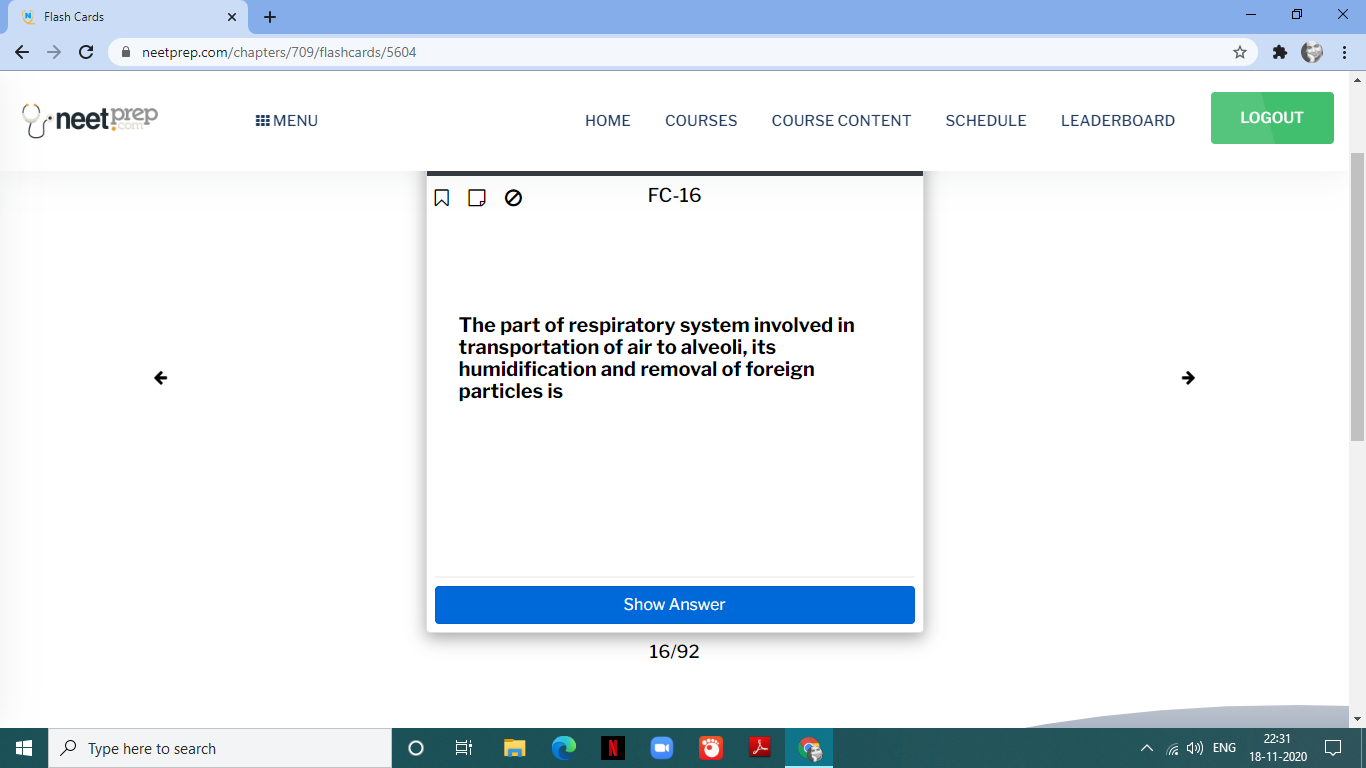 Flash Cards
neetprep.com/chapters/709/flashcards/5604
neetprep
.com
MENU
HOME
COURSES
COURSE CONTENT
SCHEDULE
LEADERBOARD
LOGOUT
FC-16
The part of respiratory system involved in
transportation of air to alveoli, its
humidification and removal of foreign
particles is
Show Answer
16/92
Type here to search
ENG
22:31
18-11-2020